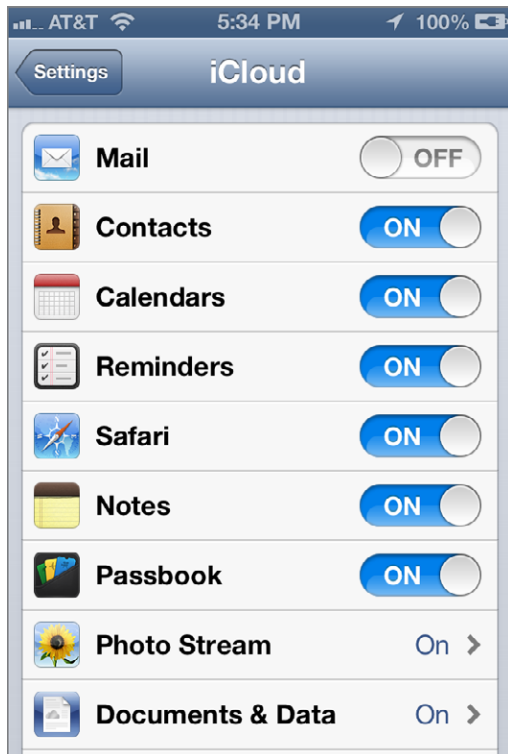 AT&T 5:34 PM 100%
Settings iCloud
Mail OFF
Contacts ON
Calendars ON
Reminders ON
Safari ON
Notes ON
Passbook ON
Photo Stream On
Documents & Data On